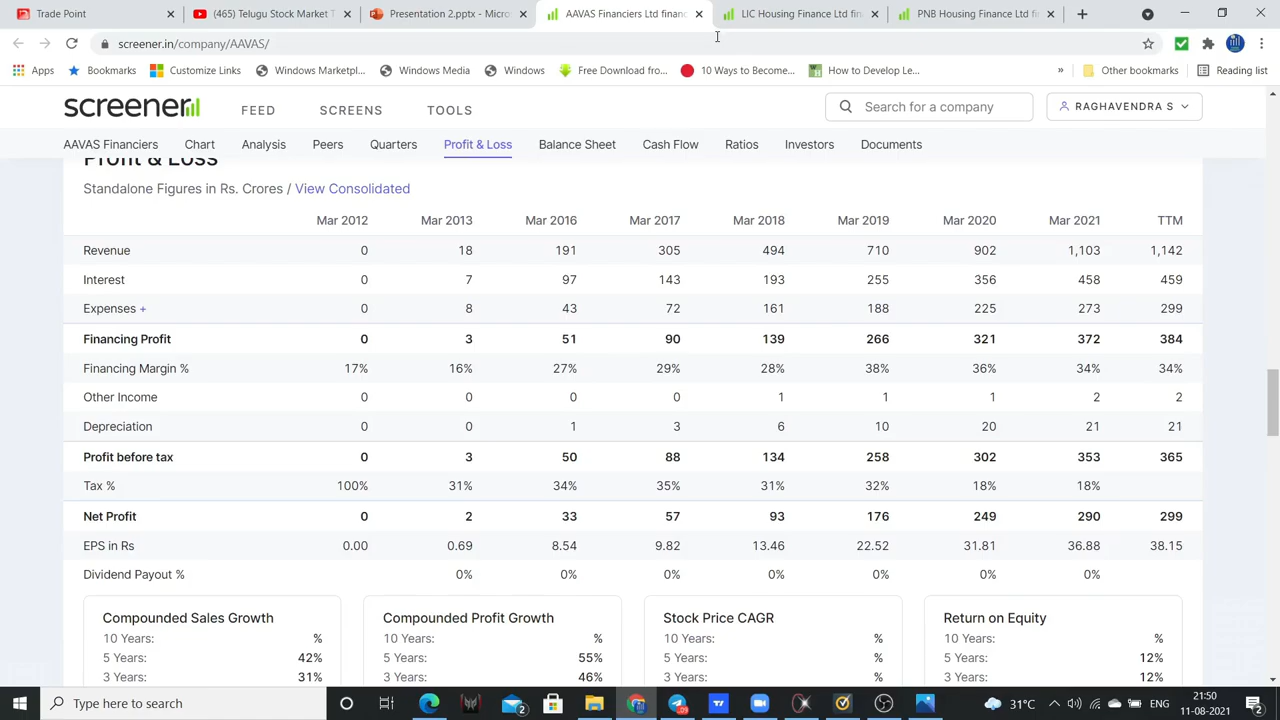 Trade Point
(465) Telugu Stock Market T
Presentation 2.pptx - Micros
AAVAS Financiers Ltd financ
LIC Housing Finance Ltd fin
PNB Housing Finance Ltd fi
screener.in/company/AAVAS/
Apps
Bookmarks
Customize Links
Windows Marketpl...
Windows Media
Windows
Free Download fro...
10 Ways to Become...
How to Develop Le...
»
Other bookmarks
Reading list
screener
FEED
SCREENS
TOOLS
Search for a company
RAGHAVENDRA S
AAVAS Financiers Chart Analysis Peers Quarters Profit & Loss Balance Sheet Cash Flow Ratios Investors Documents
Profit & Loss
Standalone Figures in Rs. Crores / View Consolidated
Mar 2012 Mar 2013 Mar 2016 Mar 2017 Mar 2018 Mar 2019 Mar 2020 Mar 2021 TTM
Revenue 0 18 191 305 494 710 902 1,103 1,142
Interest 0 7 97 143 193 255 356 458 459
Expenses + 0 8 43 72 161 188 225 273 299
Financing Profit 0 3 51 90 139 266 321 372 384
Financing Margin % 17% 16% 27% 29% 28% 38% 36% 34% 34%
Other Income 0 0 0 0 1 1 1 2 2
Depreciation 0 0 1 3 6 10 20 21 21
Profit before tax 0 3 50 88 134 258 302 353 365
Tax % 100% 31% 34% 35% 31% 32% 18% 18%
Net Profit 0 2 33 57 93 176 249 290 299
EPS in Rs 0.00 0.69 8.54 9.82 13.46 22.52 31.81 36.88 38.15
Dividend Payout % 0% 0% 0% 0% 0% 0% 0%
Compounded Sales Growth
10 Years: %
5 Years: 42%
3 Years: 31%
Compounded Profit Growth
10 Years: %
5 Years: 55%
3 Years: 46%
Stock Price CAGR
10 Years: %
5 Years: %
3 Years: %
Return on Equity
10 Years: %
5 Years: 12%
3 Years: 12%
Type here to search
31°C
ENG
21:50
11-08-2021